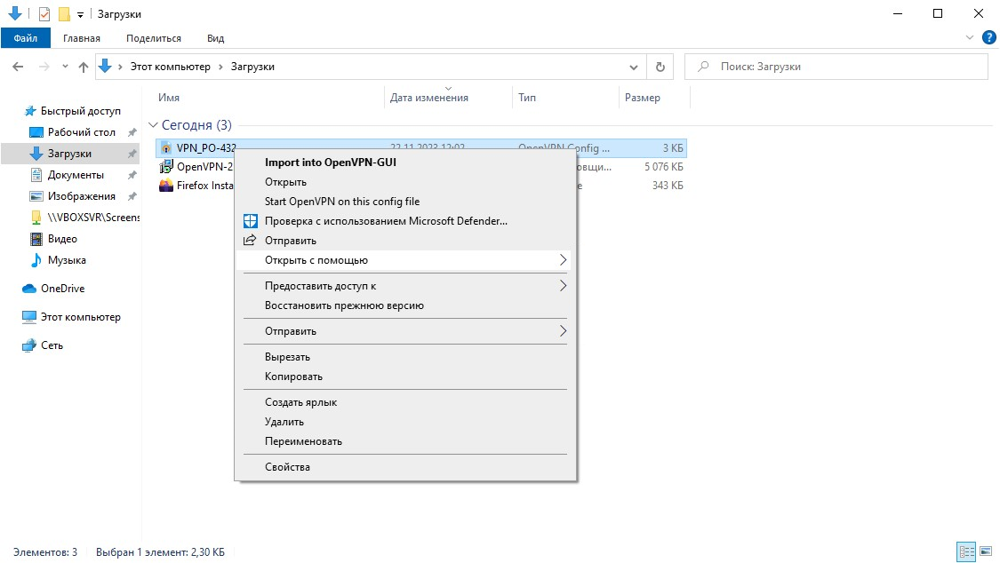 Загрузки
Файл Главная Поделиться Вид
Этот компьютер Загрузки
Поиск: Загрузки
Имя Дата изменения Тип Размер
Быстрый доступ
Рабочий стол
Загрузки
Документы
Изображения
\\VBOXSVR\Screens
Видео
Музыка
OneDrive
Этот компьютер
Сеть
Сегодня (3)
VPN_PO-432 22.11.2023 12:02 OpenVPN Config ... 3 КБ
OpenVPN-2 овщи... 5 076 КБ
Firefox Insta е 343 КБ
Import into OpenVPN-GUI
Открыть
Start OpenVPN on this config file
Проверка с использованием Microsoft Defender...
Отправить
Открыть с помощью
Предоставить доступ к
Восстановить прежнюю версию
Отправить
Вырезать
Копировать
Создать ярлык
Удалить
Переименовать
Свойства
Элементов: 3 Выбран 1 элемент: 2,30 КБ